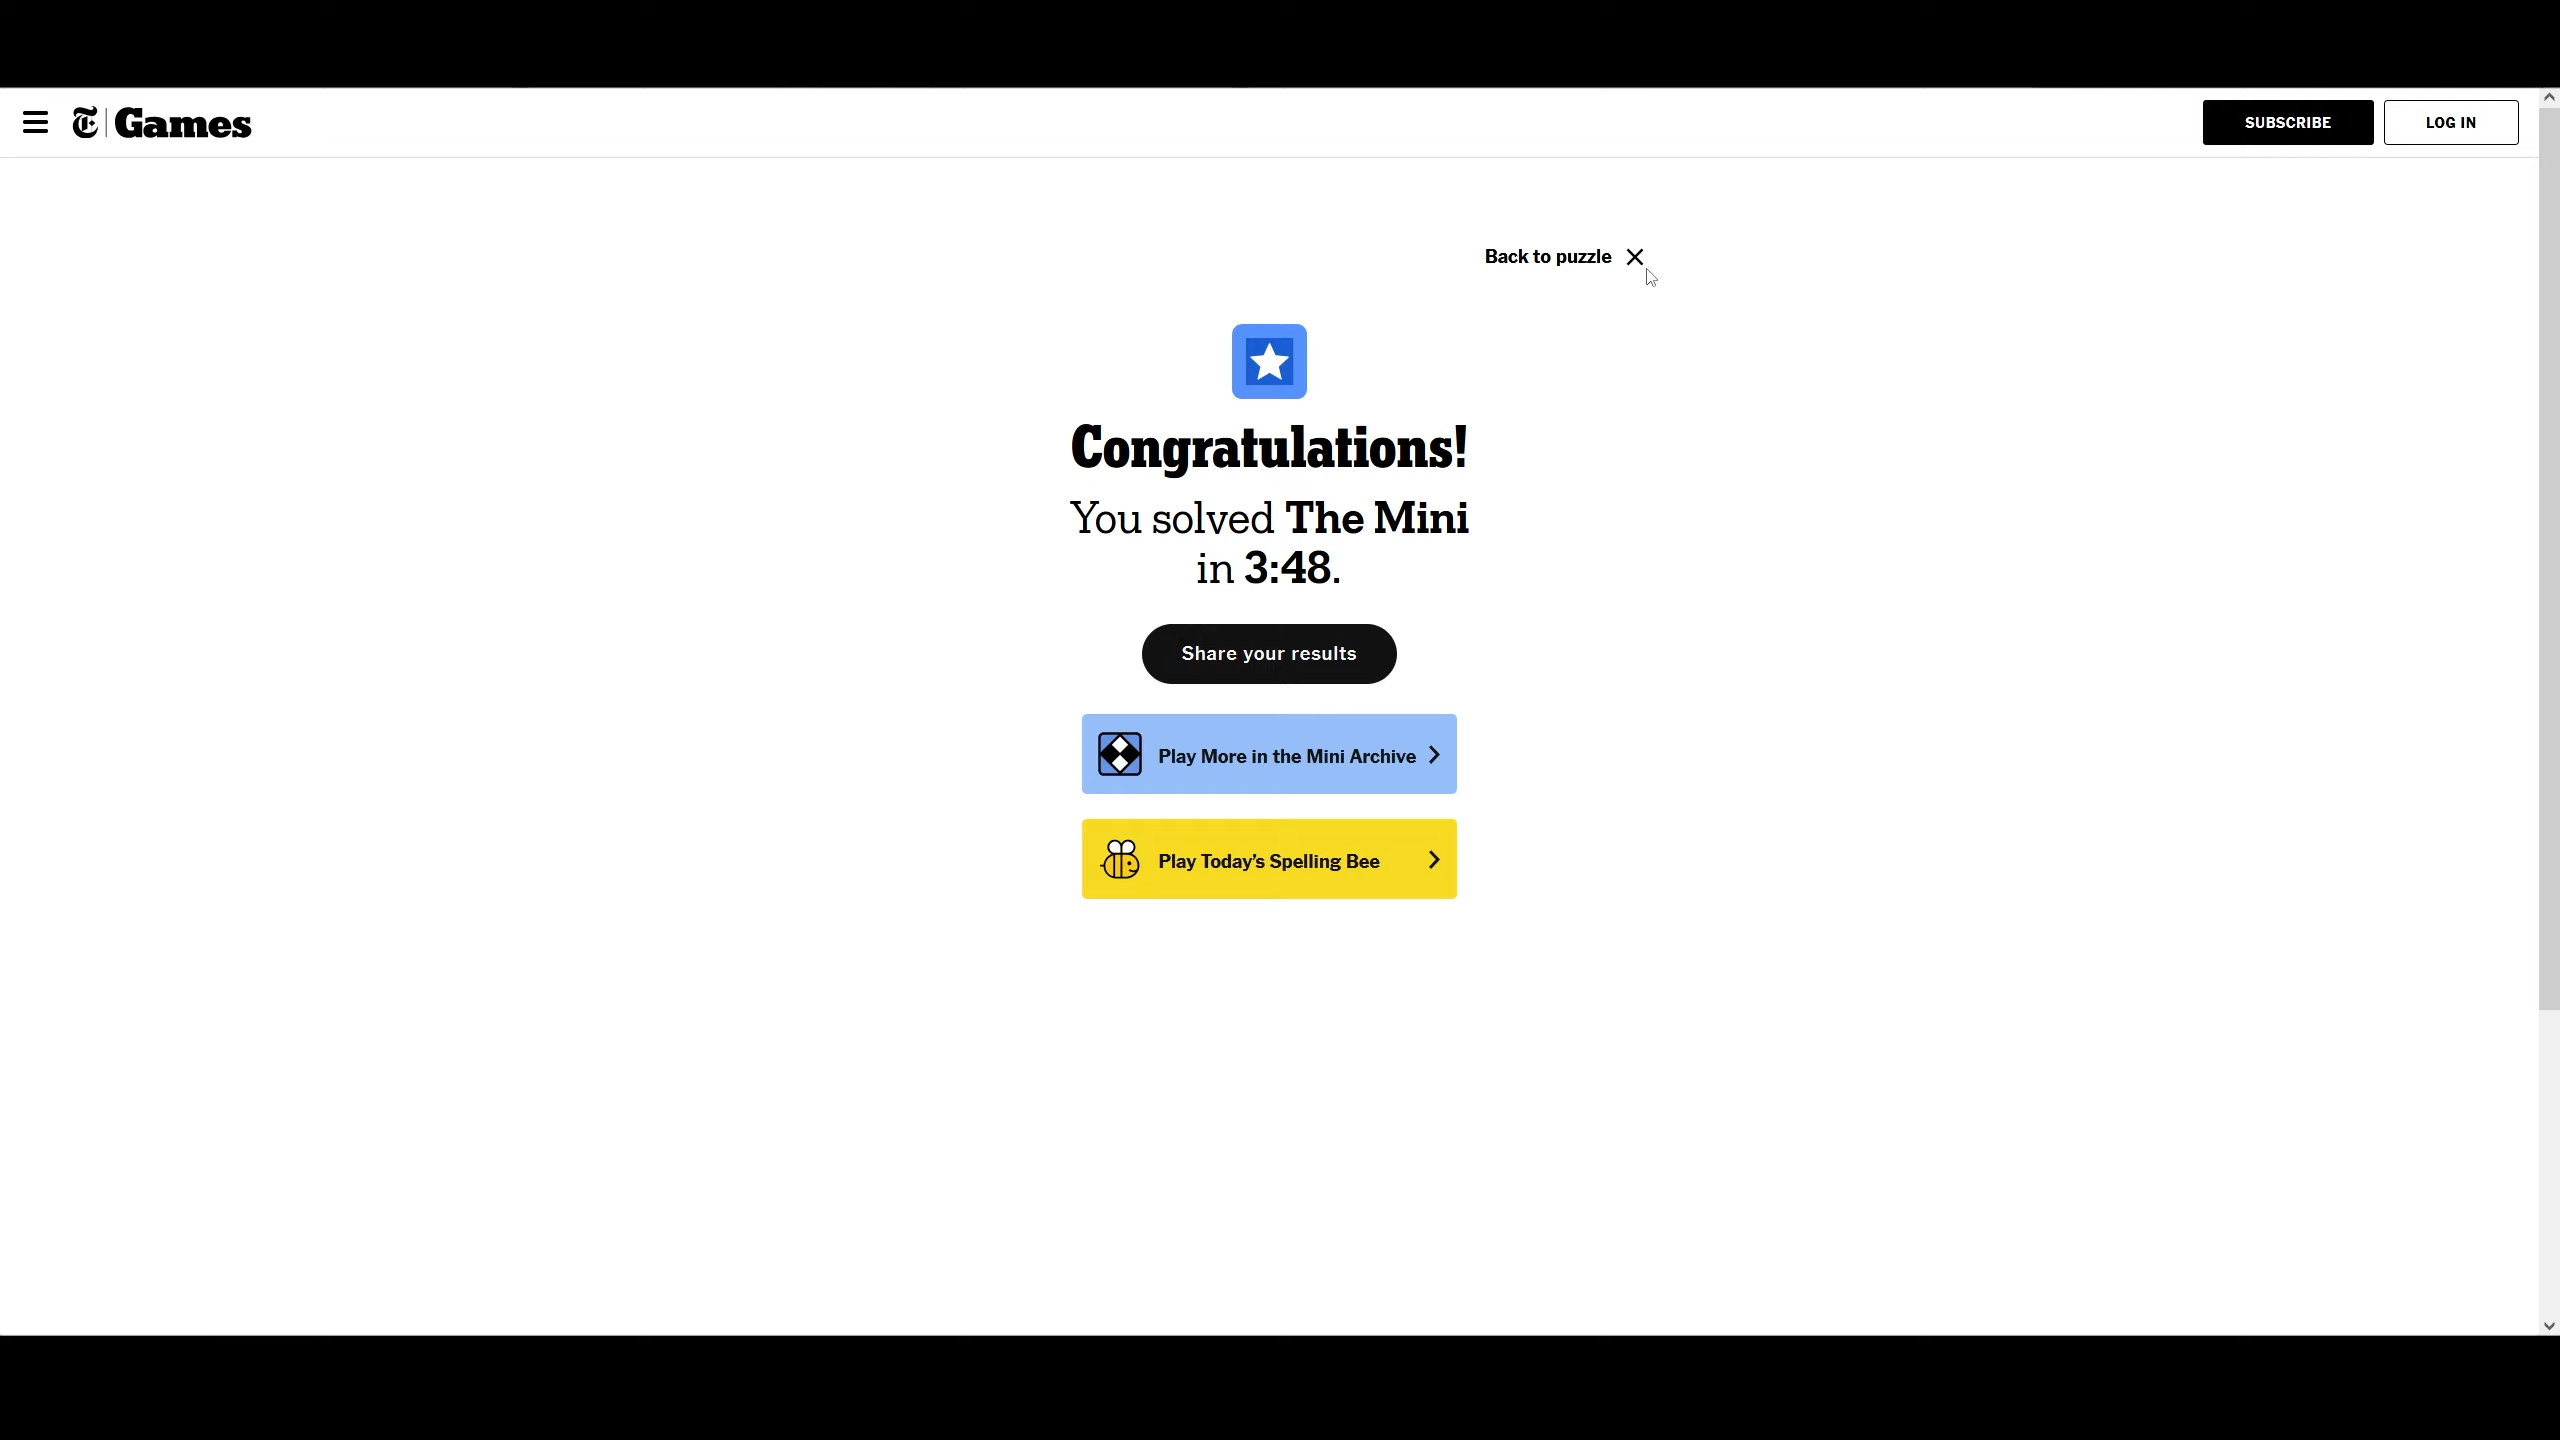 T Games
SUBSCRIBE
LOG IN
Back to puzzle
Congratulations!
You solved The Mini
in 3:48.
Share your results
Play More in the Mini Archive
Play Today’s Spelling Bee